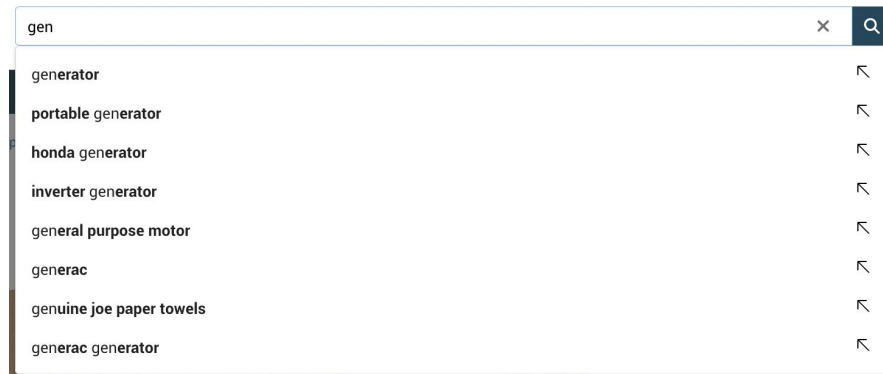 gen
generator
portable generator
honda generator
inverter generator
general purpose motor
generac
genuine joe paper towels
generac generator